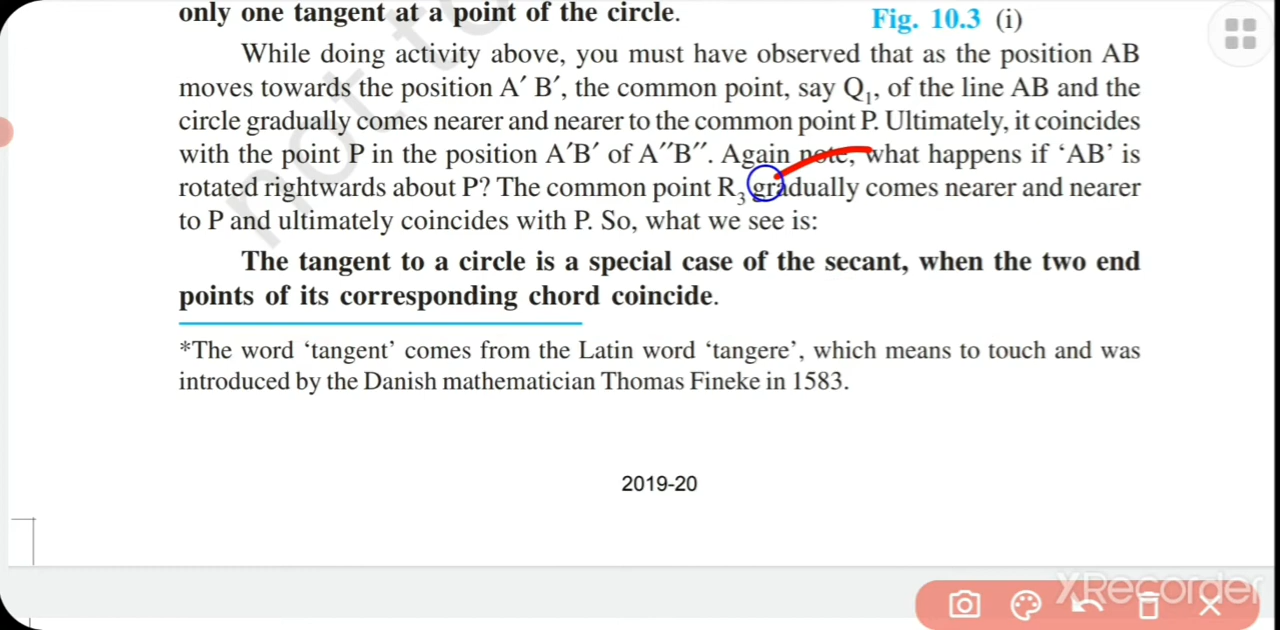 only one tangent at a point of the circle.
Fig. 10.3 (i)
While doing activity above, you must have observed that as the position AB
moves towards the position A′ B′, the common point, say Q₁, of the line AB and the
circle gradually comes nearer and nearer to the common point P. Ultimately, it coincides
with the point P in the position A′B′ of A″B″. Again note, what happens if ‘AB’ is
rotated rightwards about P? The common point R₃ gradually comes nearer and nearer
to P and ultimately coincides with P. So, what we see is:
The tangent to a circle is a special case of the secant, when the two end
points of its corresponding chord coincide.
*The word ‘tangent’ comes from the Latin word ‘tangere’, which means to touch and was
introduced by the Danish mathematician Thomas Fineke in 1583.
2019-20
not to
XRecorder